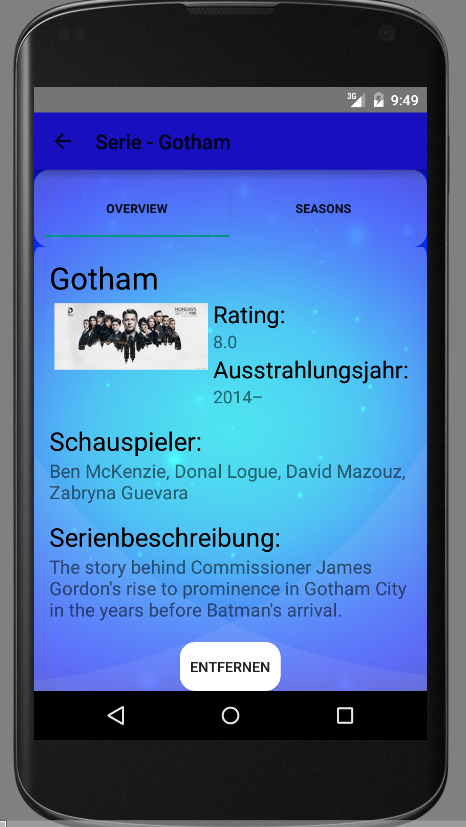 3G 9:49
Serie - Gotham
OVERVIEW SEASONS
Gotham
MONDAYS
Rating:
8.0
Ausstrahlungsjahr:
2014–
Schauspieler:
Ben McKenzie, Donal Logue, David Mazouz,
Zabryna Guevara
Serienbeschreibung:
The story behind Commissioner James
Gordon's rise to prominence in Gotham City
in the years before Batman's arrival.
ENTFERNEN